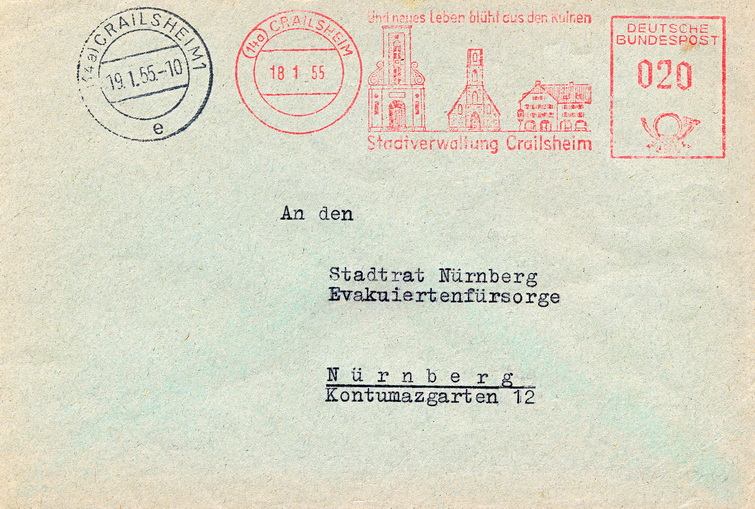 (14a) CRAILSHEIM 1
19.1.55.-10
e
(14a) CRAILSHEIM
18 1 55
Und neues Leben blüht aus den Ruinen
Stadtverwaltung Crailsheim
DEUTSCHE
BUNDESPOST
020
An den
Stadtrat Nürnberg
Evakuiertenfürsorge
Nürnberg
Kontumazgarten 12